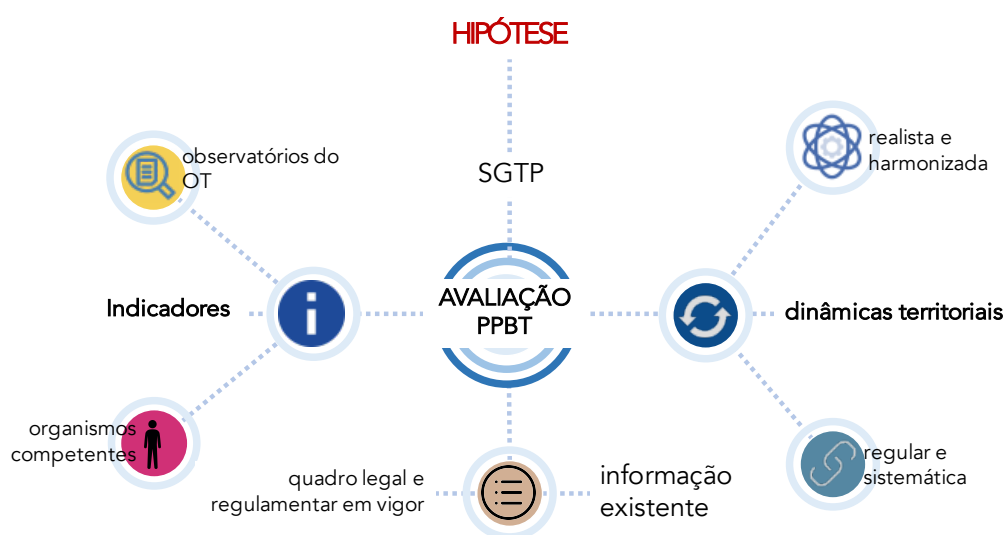 HIPÓTESE
observatórios do
OT
SGTP
realista e
harmonizada
Indicadores
AVALIAÇÃO
PPBT
dinâmicas territoriais
organismos
competentes
quadro legal e
regulamentar em vigor
informação
existente
regular e
sistemática